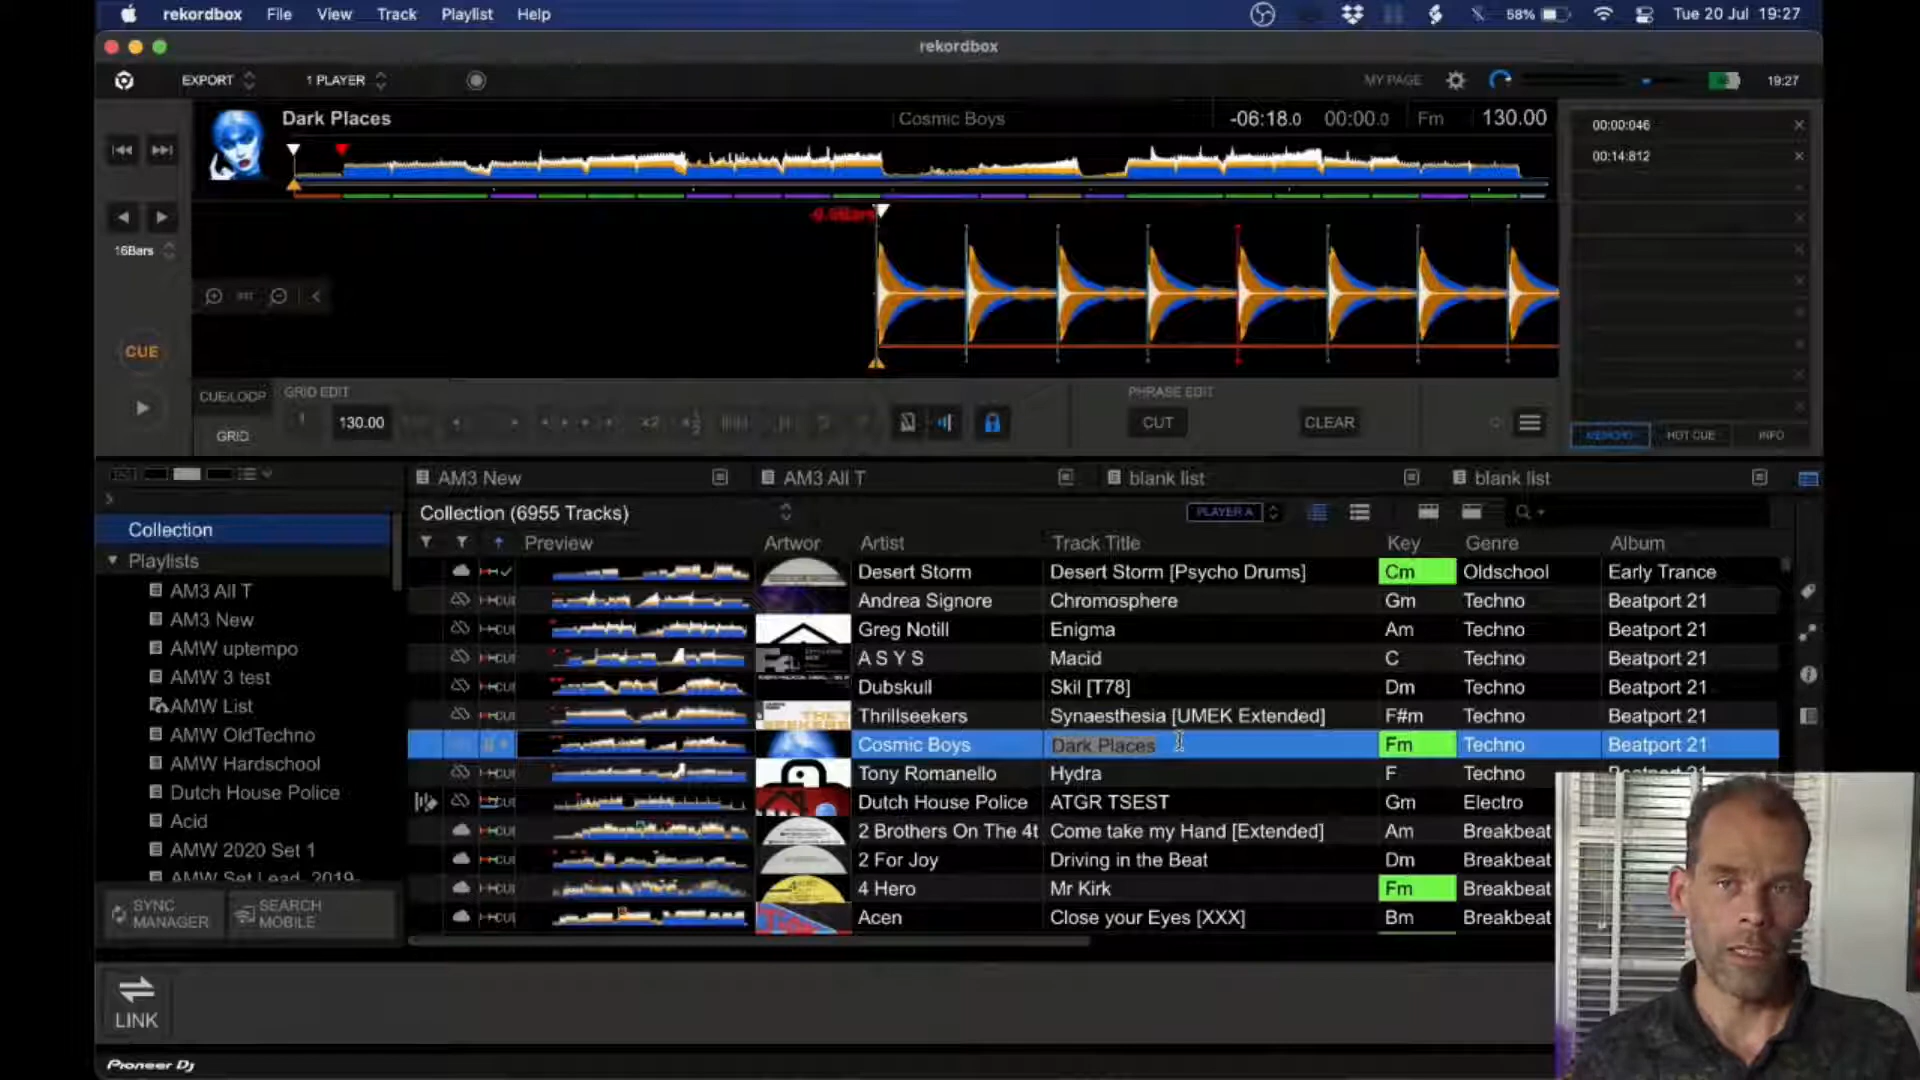 rekordbox File View Track Playlist Help 58% Tue 20 Jul 19:27
rekordbox
EXPORT 1 PLAYER MY PAGE 19:27
Dark Places Cosmic Boys -06:18.0 00:00.0 Fm 130.00
00:00:046
00:14:812
16Bars
CUE
CUE/LOOP GRID EDIT PHRASE EDIT
130.00 x2 CUT CLEAR
GRID MEMORY HOT CUE INFO
AM3 New AM3 All T blank list blank list
Collection (6955 Tracks) PLAYER A
Preview Artwor Artist Track Title Key Genre Album
Desert Storm Desert Storm [Psycho Drums] Cm Oldschool Early Trance
Andrea Signore Chromosphere Gm Techno Beatport 21
Greg Notill Enigma Am Techno Beatport 21
A S Y S Macid C Techno Beatport 21
Dubskull Skil [T78] Dm Techno Beatport 21
Thrillseekers Synaesthesia [UMEK Extended] F#m Techno Beatport 21
Cosmic Boys Dark Places Fm Techno Beatport 21
Tony Romanello Hydra F Techno
Dutch House Police ATGR TSEST Gm Electro
2 Brothers On The 4t Come take my Hand [Extended] Am Breakbeat
2 For Joy Driving in the Beat Dm Breakbeat
4 Hero Mr Kirk Fm Breakbeat
Acen Close your Eyes [XXX] Bm Breakbeat
Collection
Playlists
AM3 All T
AM3 New
AMW uptempo
AMW 3 test
AMW List
AMW OldTechno
AMW Hardschool
Dutch House Police
Acid
AMW 2020 Set 1
AMW Set Lead 2019
SYNC MANAGER
SEARCH MOBILE
LINK
Pioneer Dj